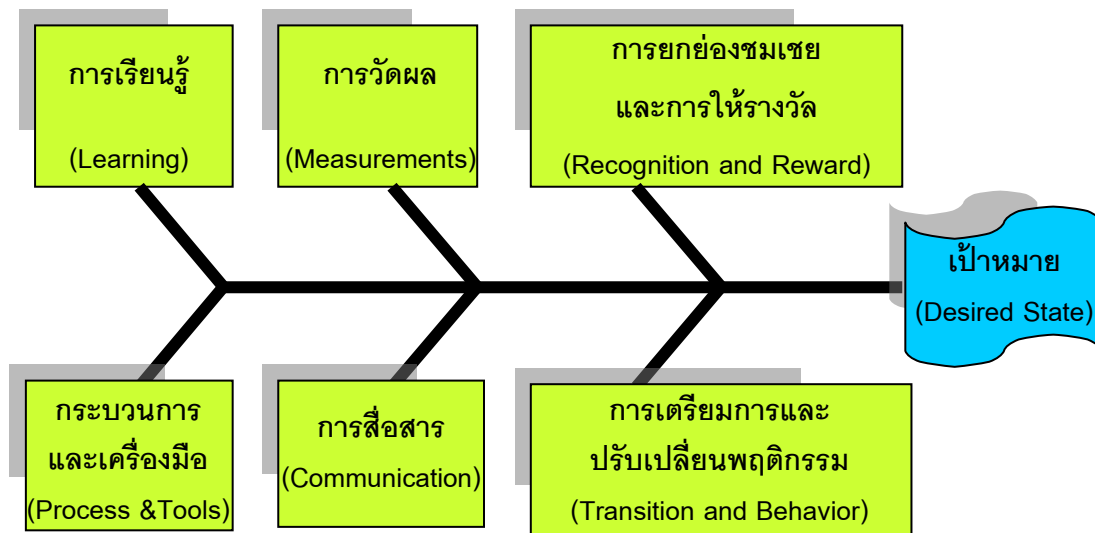 การเรียนรู้
(Learning)
การวัดผล
(Measurements)
การยกย่องชมเชย
และการให้รางวัล
(Recognition and Reward)
เป้าหมาย
(Desired State)
กระบวนการ
และเครื่องมือ
(Process &Tools)
การสื่อสาร
(Communication)
การเตรียมการและ
ปรับเปลี่ยนพฤติกรรม
(Transition and Behavior)